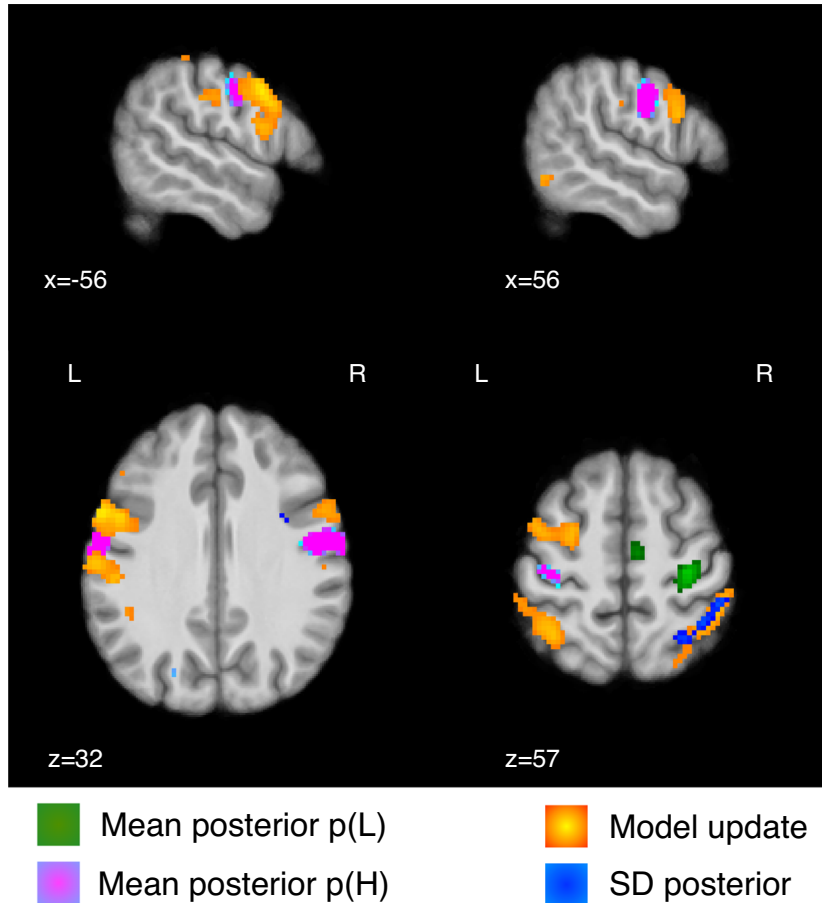 x=-56
x=56
L R L R
z=32
z=57
Mean posterior p(L)
Model update
Mean posterior p(H)
SD posterior